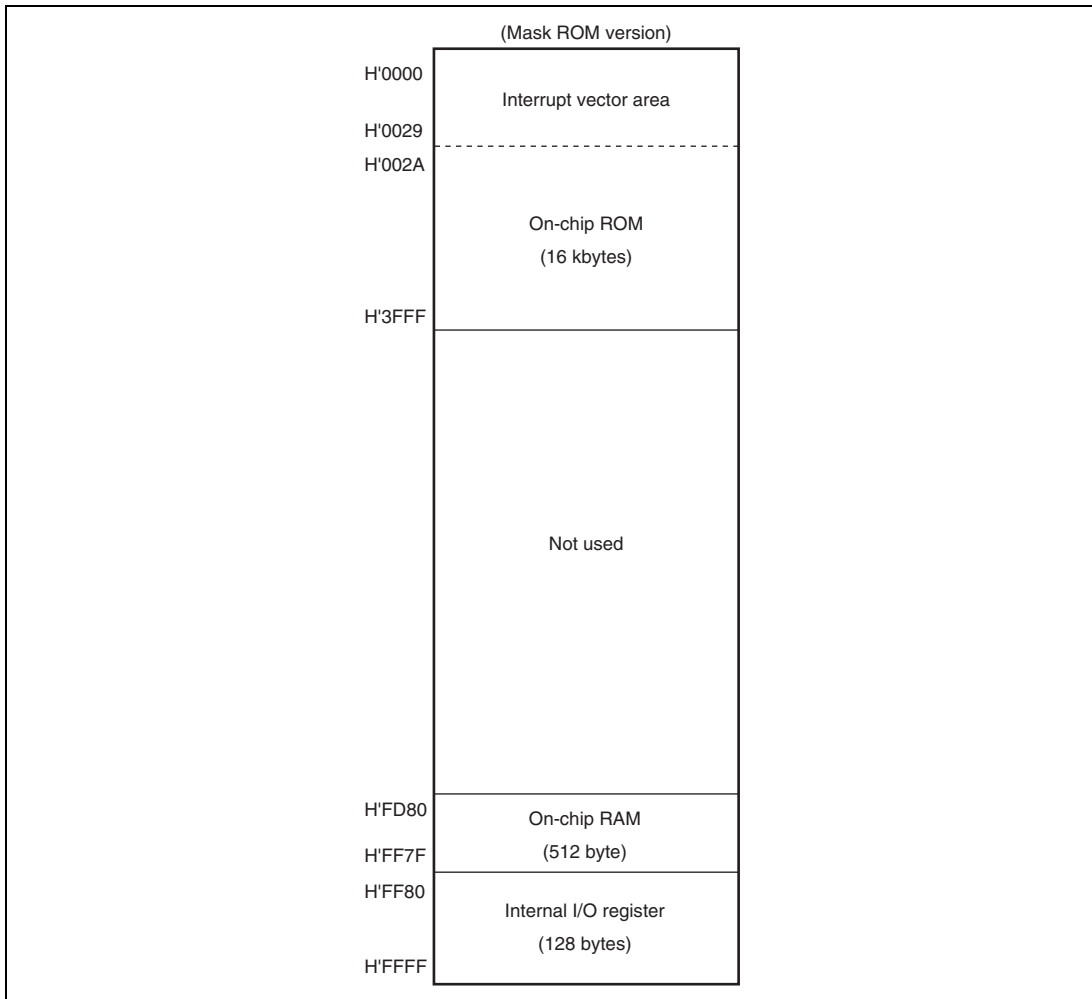 (Mask ROM version)
H'0000
Interrupt vector area
H'0029
H'002A
On-chip ROM
(16 kbytes)
H'3FFF
Not used
H'FD80
On-chip RAM
(512 byte)
H'FF7F
H'FF80
Internal I/O register
(128 bytes)
H'FFFF